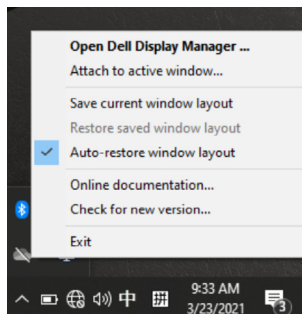 Open Dell Display Manager ...
Attach to active window...
Save current window layout
Restore saved window layout
Auto-restore window layout
Online documentation...
Check for new version...
Exit
中 拼 9:33 AM
3/23/2021 3